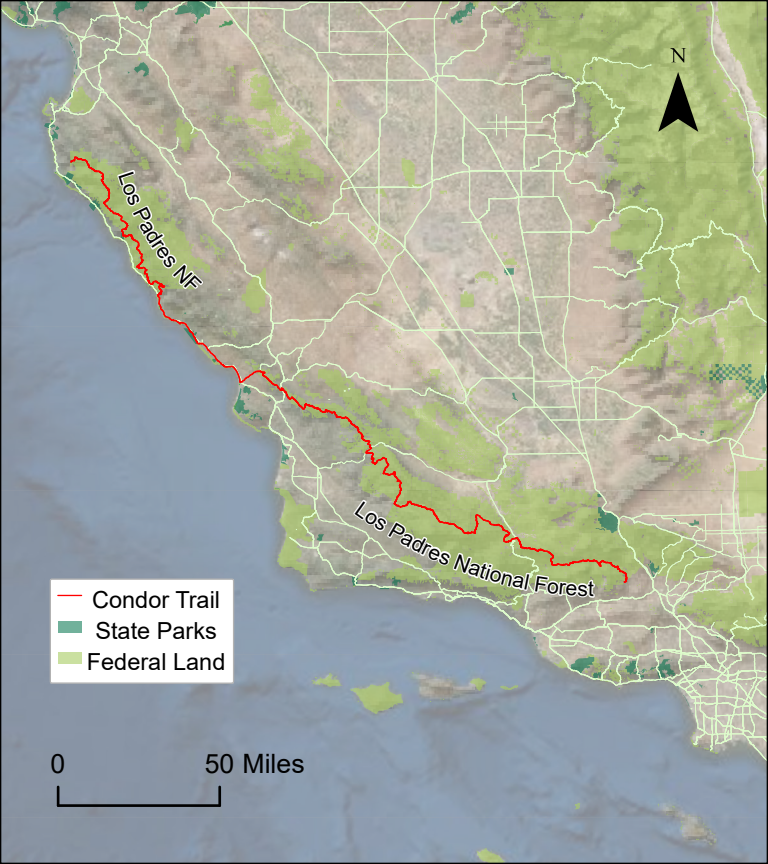 N
Los Padres NF
Los Padres National Forest
Condor Trail
State Parks
Federal Land
0 50 Miles